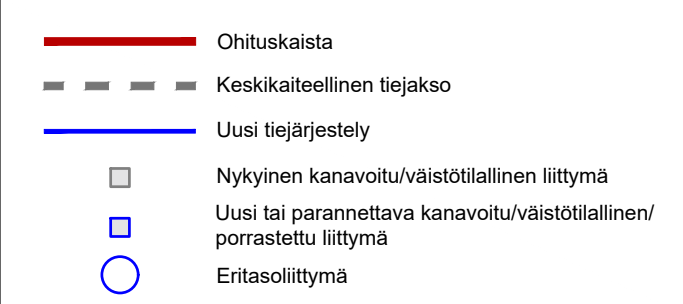 Ohituskaista
Keskikaiteellinen tiejakso
Uusi tiejärjestely
Nykyinen kanavoitu/väistötilallinen liittymä
Uusi tai parannettava kanavoitu/väistötilallinen/
porrastettu liittymä
Eritasoliittymä